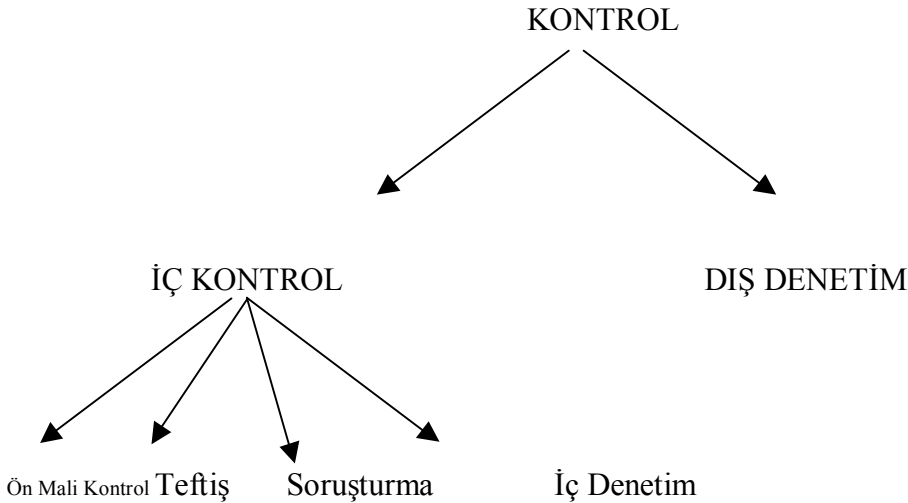 KONTROL
İÇ KONTROL DIŞ DENETİM
Ön Mali Kontrol Teftiş Soruşturma İç Denetim